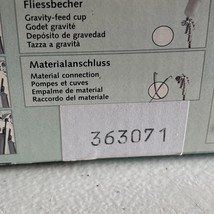 Fliessbecher
Gravity-feed cup
Godet gravité
Depósito de gravedad
Tazza a gravità
Materialanschluss
Material connection
Pompes et cuves
Empalme de material
Raccordo del materiale
363071